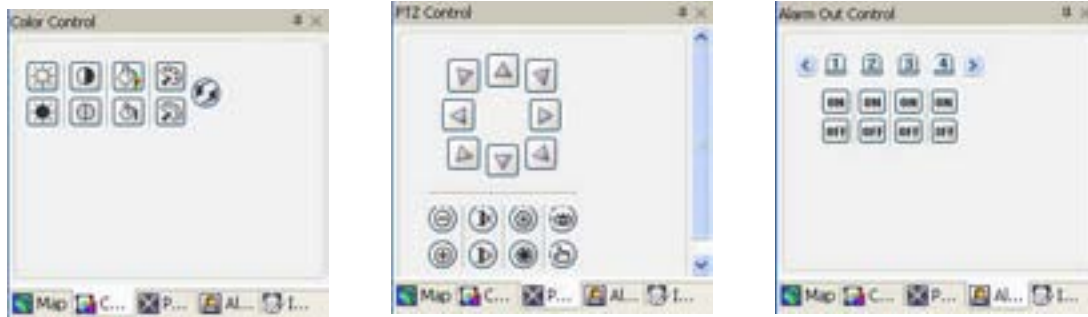 Color Control
Map C... P... Al... I...
PTZ Control
Map C... P... Al... I...
Alarm Out Control
1 2 3 4
ON ON ON ON
OFF OFF OFF OFF
Map C... P... Al... I...